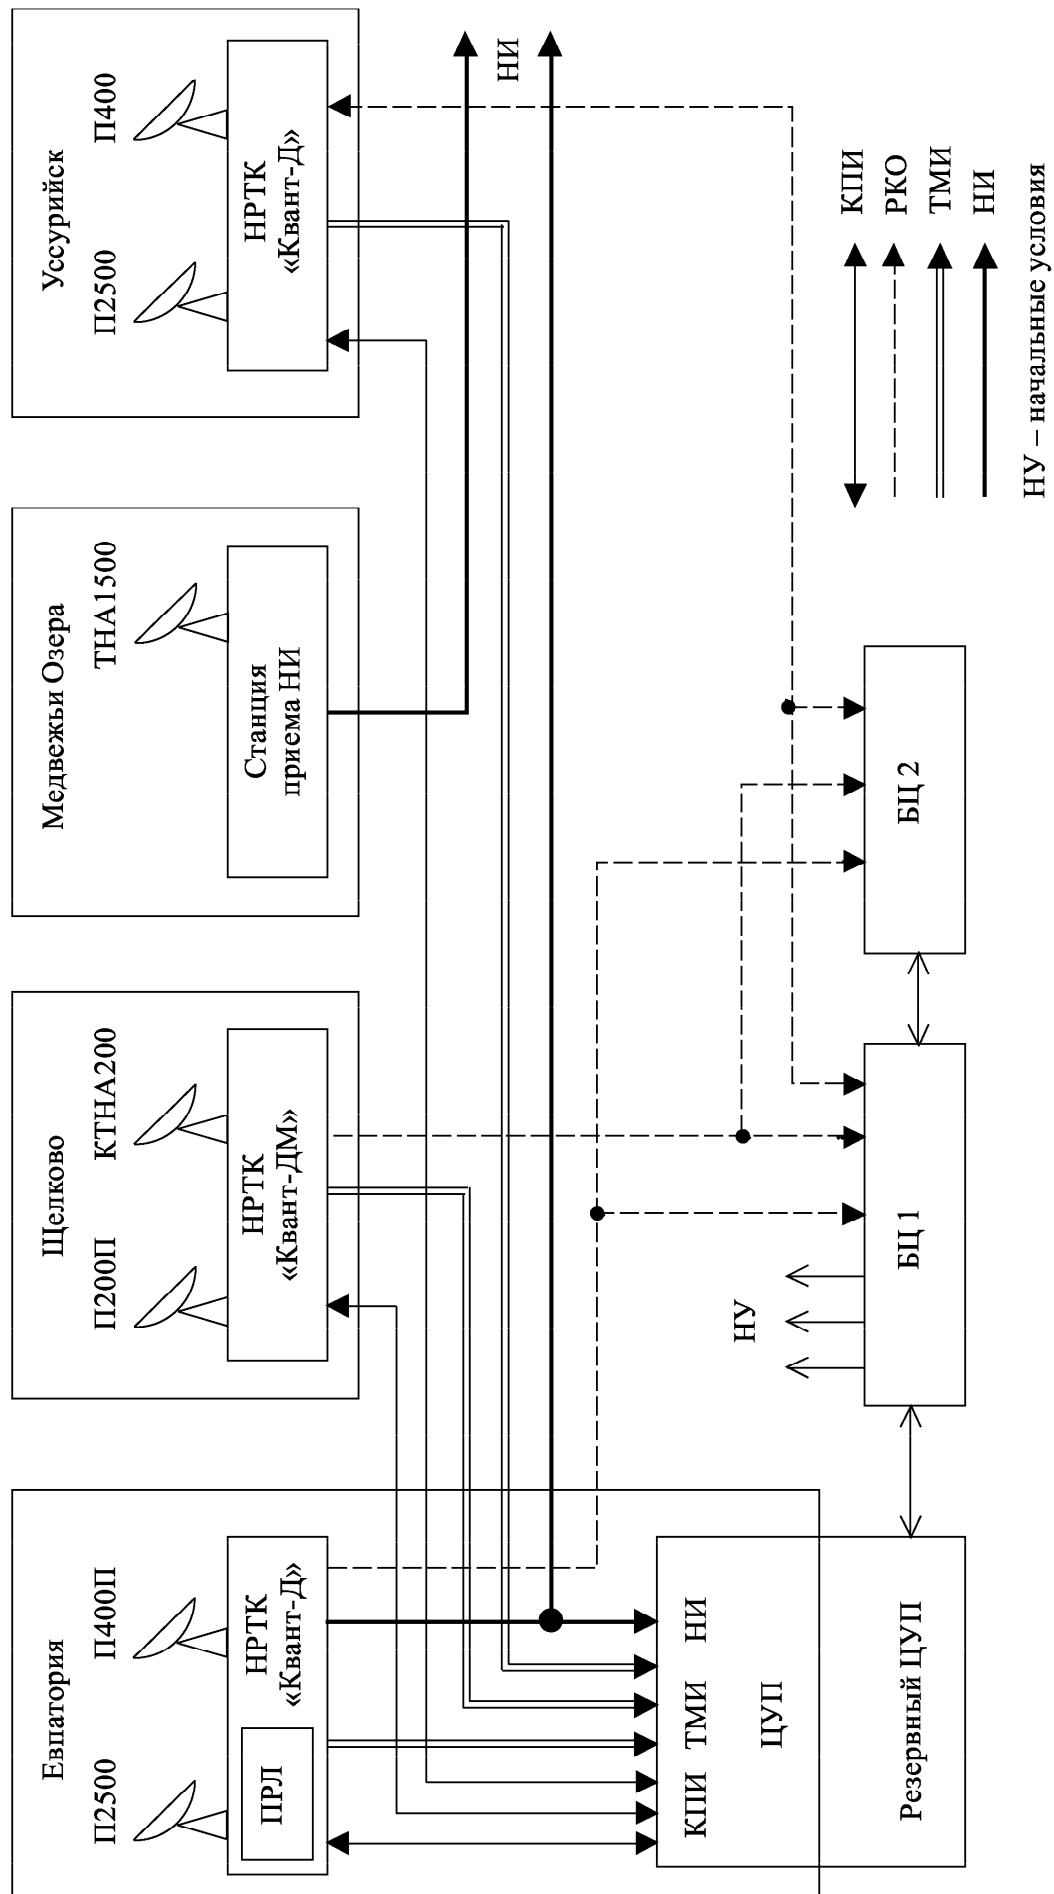 Евпатория
П2500
П400П
ПРЛ
НРТК
«Квант-Д»
Щелково
П200П
КТНА200
НРТК
«Квант-ДМ»
Медвежьи Озера
ТНА1500
Станция
приема НИ
Уссурийск
П2500
П400
НРТК
«Квант-Д»
НИ
КПИ
ТМИ
НИ
ЦУП
Резервный ЦУП
НУ
БЦ 1
БЦ 2
КПИ
РКО
ТМИ
НИ
НУ – начальные условия